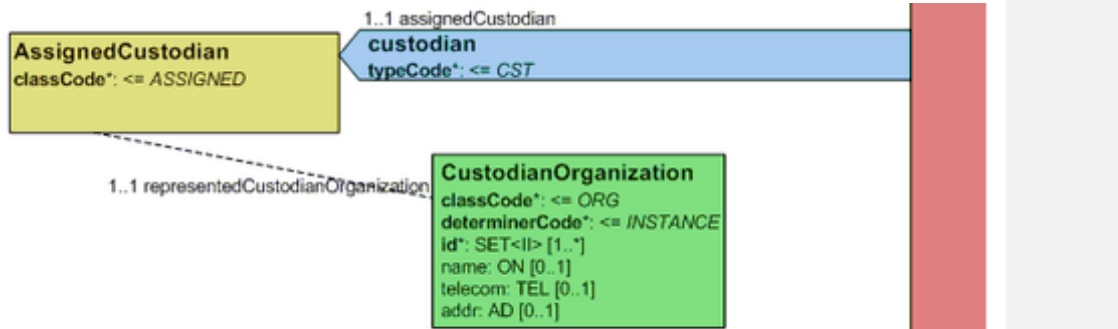 1..1 assignedCustodian
AssignedCustodian
classCode*: <= ASSIGNED
custodian
typeCode*: <= CST
1..1 representedCustodianOrganization
CustodianOrganization
classCode*: <= ORG
determinerCode*: <= INSTANCE
id*: SET<II> [1..*]
name: ON [0..1]
telecom: TEL [0..1]
addr: AD [0..1]